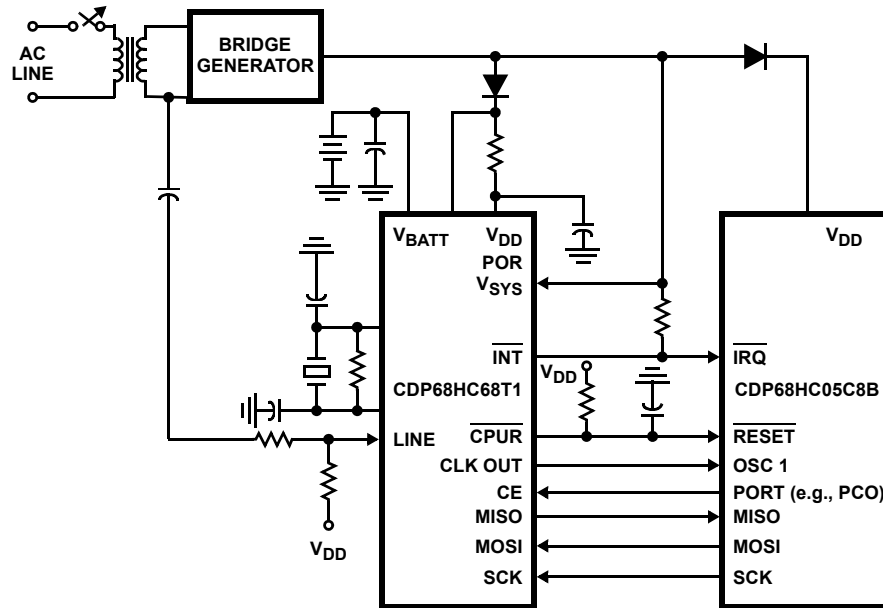 AC
LINE
BRIDGE
GENERATOR
VBATT
VDD
VDD
POR
VSYS
INT
IRQ
VDD
CDP68HC68T1
CDP68HC05C8B
LINE
CPUR
RESET
CLK OUT
OSC 1
CE
PORT (e.g., PCO)
VDD
MISO
MISO
MOSI
MOSI
SCK
SCK